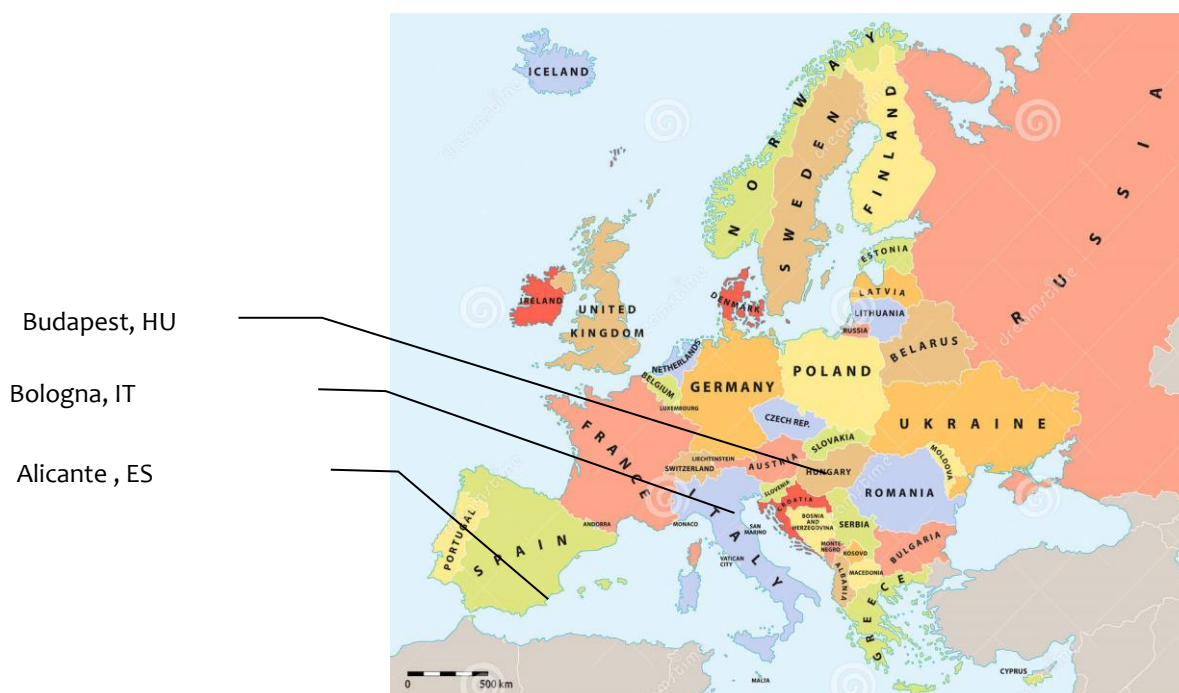 Budapest, HU
Bologna, IT
Alicante , ES
ICELAND
NORWAY
SWEDEN
FINLAND
RUSSIA
ESTONIA
LATVIA
LITHUANIA
RUSSIA
BELARUS
DENMARK
IRELAND
UNITED
KINGDOM
NETHERLANDS
BELGIUM
LUXEMBOURG
GERMANY
POLAND
CZECH REP.
SLOVAKIA
UKRAINE
MOLDOVA
FRANCE
LIECHTENSTEIN
SWITZERLAND
AUSTRIA
HUNGARY
ROMANIA
SLOVENIA
CROATIA
BOSNIA
AND
HERZEGOVINA
SERBIA
MONTE-
NEGRO
KOSOVO
BULGARIA
MACEDONIA
ALBANIA
GREECE
ITALY
SAN
MARINO
VATICAN
CITY
MONACO
ANDORRA
PORTUGAL
SPAIN
MALTA
CYPRUS
0 500 km
dreamstime